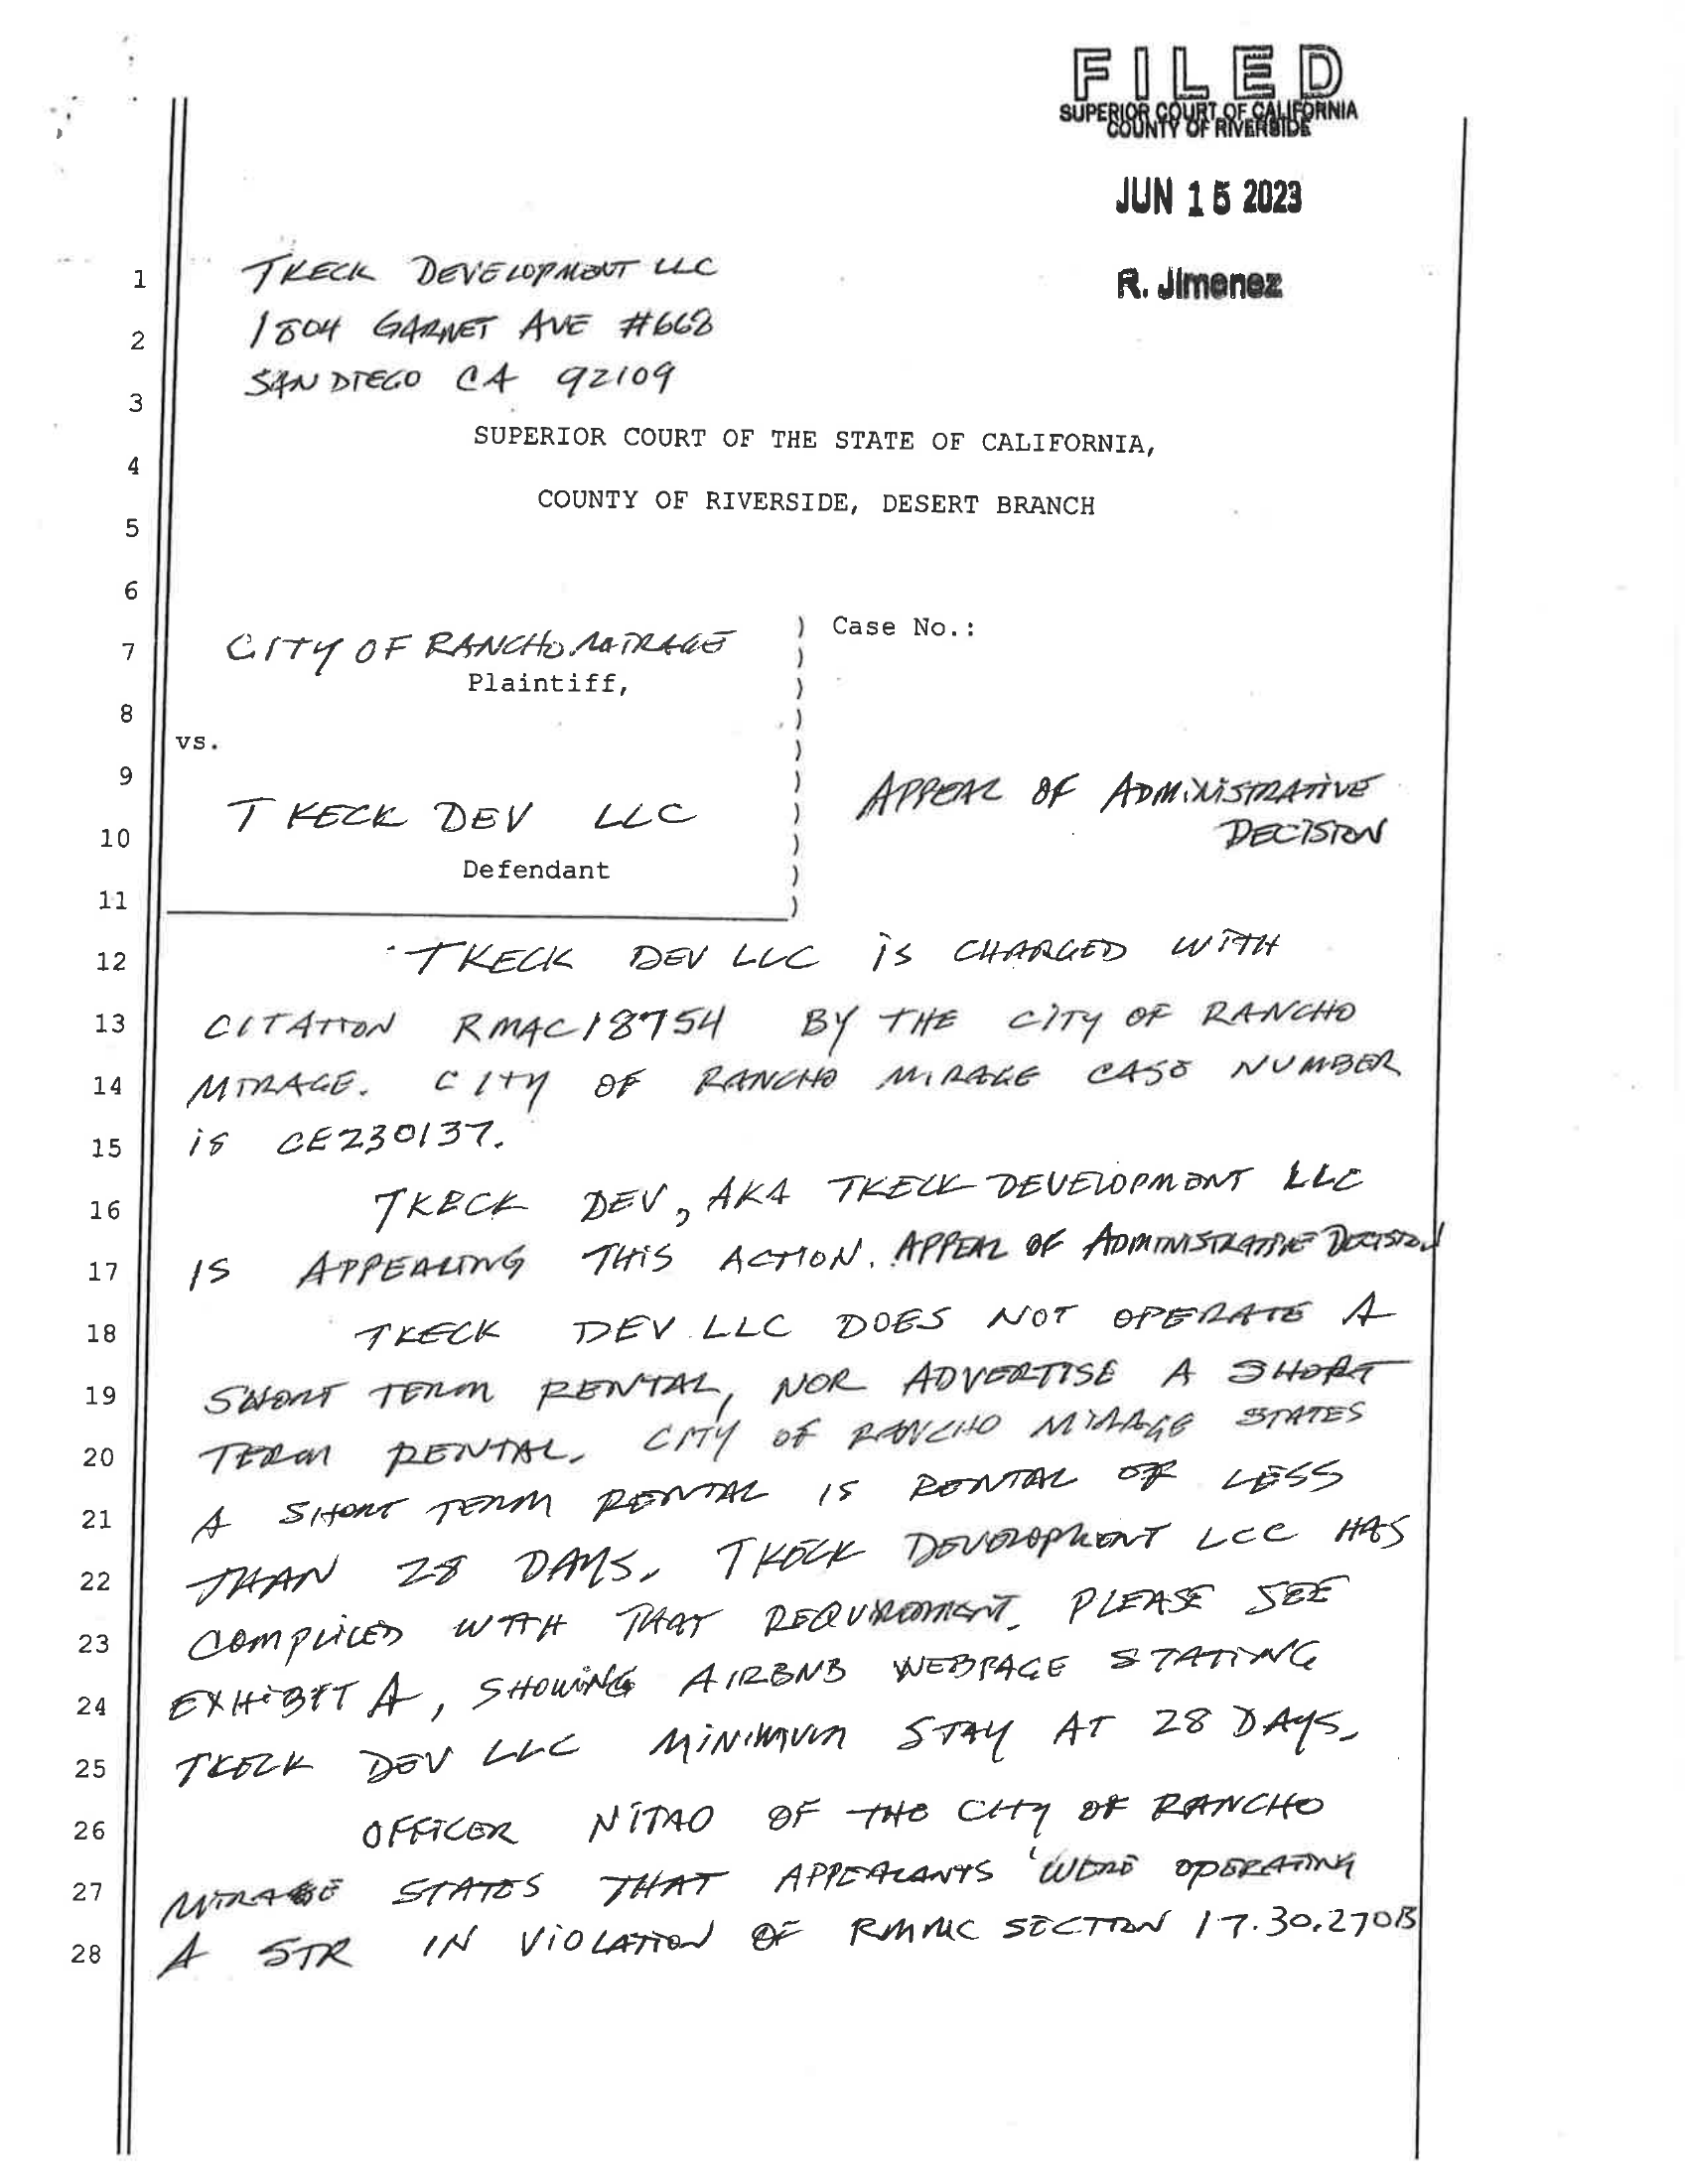 FILED
SUPERIOR COURT OF CALIFORNIA
COUNTY OF RIVERSIDE
JUN 15 2023
R. Jimenez
1 TKECK DEVELOPMENT LLC
2 1804 GARNET AVE #668
3 SAN DIEGO CA 92109
4 SUPERIOR COURT OF THE STATE OF CALIFORNIA,
5 COUNTY OF RIVERSIDE, DESERT BRANCH
6
7 CITY OF RANCHO MIRAGE ) Case No.:
Plaintiff, )
8 )
vs. )
9 ) APPEAL OF ADMINISTRATIVE
10 T KECK DEV LLC ) DECISION
Defendant )
11 )
12 TKECK DEV LLC IS CHARGED WITH
13 CITATION RMAC18754 BY THE CITY OF RANCHO
14 MIRAGE. CITY OF RANCHO MIRAGE CASE NUMBER
15 IS CE230137.
16 TKECK DEV, AKA TKECK DEVELOPMENT LLC
17 IS APPEALING THIS ACTION. APPEAL OF ADMINISTRATIVE DECISION
18 TKECK DEV LLC DOES NOT OPERATE A
19 SHORT TERM RENTAL, NOR ADVERTISE A SHORT
20 TERM RENTAL. CITY OF RANCHO MIRAGE STATES
21 A SHORT TERM RENTAL IS RENTAL OF LESS
22 THAN 28 DAYS. TKECK DEVELOPMENT LLC HAS
23 COMPLIED WITH THAT REQUIREMENT. PLEASE SEE
24 EXHIBIT A, SHOWING AIRBNB WEBPAGE STATING
25 TKECK DEV LLC MINIMUM STAY AT 28 DAYS.
26 OFFICER NITAO OF THE CITY OF RANCHO
27 MIRAGE STATES THAT APPEALANTS 'WERE OPERATING
28 A STR IN VIOLATION OF RMMC SECTION 17.30.270B